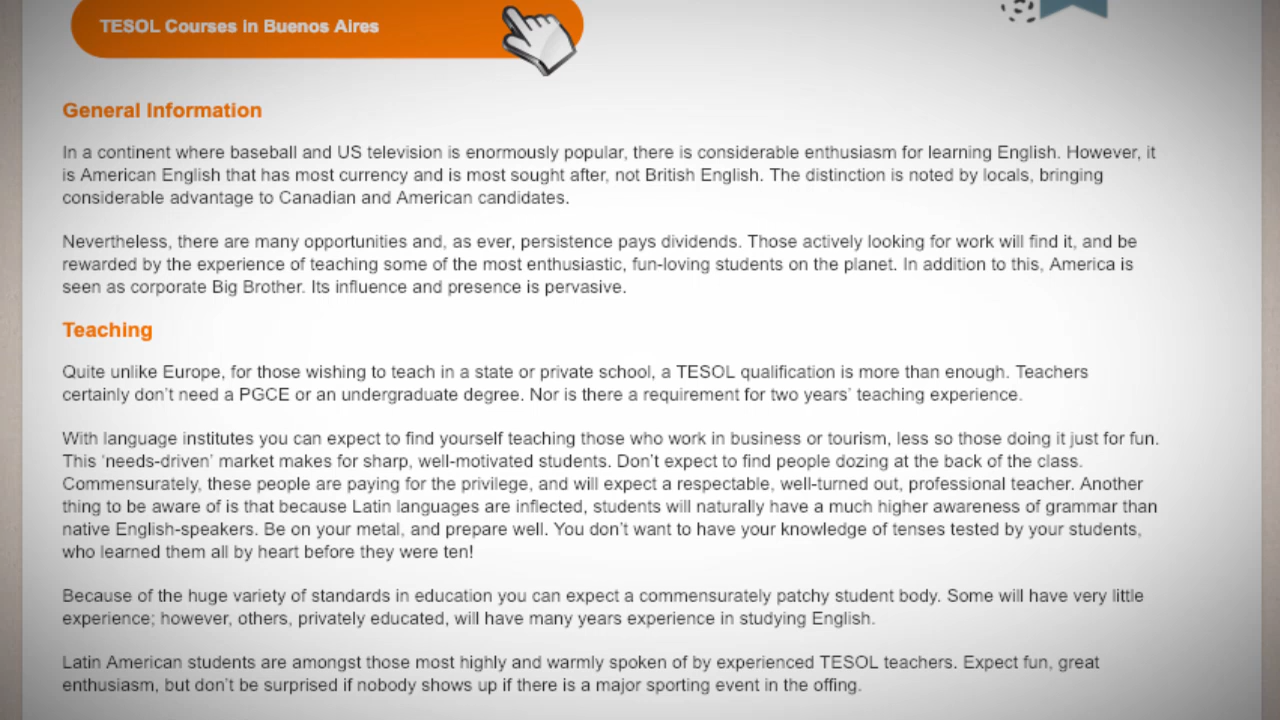 TESOL Courses in Buenos Aires
General Information
In a continent where baseball and US television is enormously popular, there is considerable enthusiasm for learning English. However, it
is American English that has most currency and is most sought after, not British English. The distinction is noted by locals, bringing
considerable advantage to Canadian and American candidates.
Nevertheless, there are many opportunities and, as ever, persistence pays dividends. Those actively looking for work will find it, and be
rewarded by the experience of teaching some of the most enthusiastic, fun-loving students on the planet. In addition to this, America is
seen as corporate Big Brother. Its influence and presence is pervasive.
Teaching
Quite unlike Europe, for those wishing to teach in a state or private school, a TESOL qualification is more than enough. Teachers
certainly don't need a PGCE or an undergraduate degree. Nor is there a requirement for two years' teaching experience.
With language institutes you can expect to find yourself teaching those who work in business or tourism, less so those doing it just for fun.
This 'needs-driven' market makes for sharp, well-motivated students. Don't expect to find people dozing at the back of the class.
Commensurately, these people are paying for the privilege, and will expect a respectable, well-turned out, professional teacher. Another
thing to be aware of is that because Latin languages are inflected, students will naturally have a much higher awareness of grammar than
native English-speakers. Be on your metal, and prepare well. You don't want to have your knowledge of tenses tested by your students,
who learned them all by heart before they were ten!
Because of the huge variety of standards in education you can expect a commensurately patchy student body. Some will have very little
experience; however, others, privately educated, will have many years experience in studying English.
Latin American students are amongst those most highly and warmly spoken of by experienced TESOL teachers. Expect fun, great
enthusiasm, but don't be surprised if nobody shows up if there is a major sporting event in the offing.